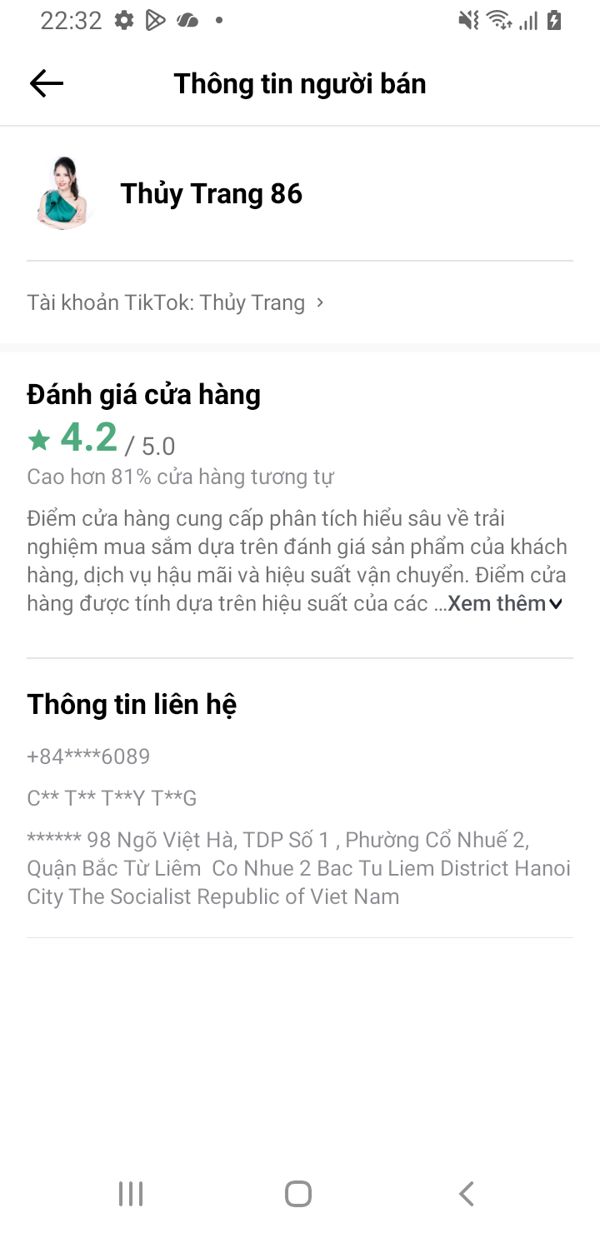 22:32
Thông tin người bán
Thủy Trang 86
Tài khoản TikTok: Thủy Trang >
Đánh giá cửa hàng
4.2 / 5.0
Cao hơn 81% cửa hàng tương tự
Điểm cửa hàng cung cấp phân tích hiểu sâu về trải
nghiệm mua sắm dựa trên đánh giá sản phẩm của khách
hàng, dịch vụ hậu mãi và hiệu suất vận chuyển. Điểm cửa
hàng được tính dựa trên hiệu suất của các ...Xem thêm
Thông tin liên hệ
+84****6089
C** T** T**Y T**G
****** 98 Ngõ Việt Hà, TDP Số 1 , Phường Cổ Nhuế 2,
Quận Bắc Từ Liêm  Co Nhue 2 Bac Tu Liem District Hanoi
City The Socialist Republic of Viet Nam